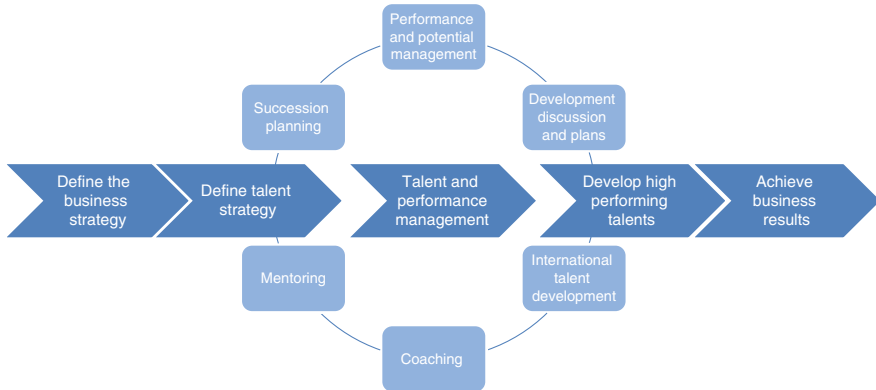 Performance
and potential
management
Succession
planning
Development
discussion
and plans
Define the
business
strategy
Define talent
strategy
Talent and
performance
management
Develop high
performing
talents
Achieve
business
results
Mentoring
International
talent
development
Coaching